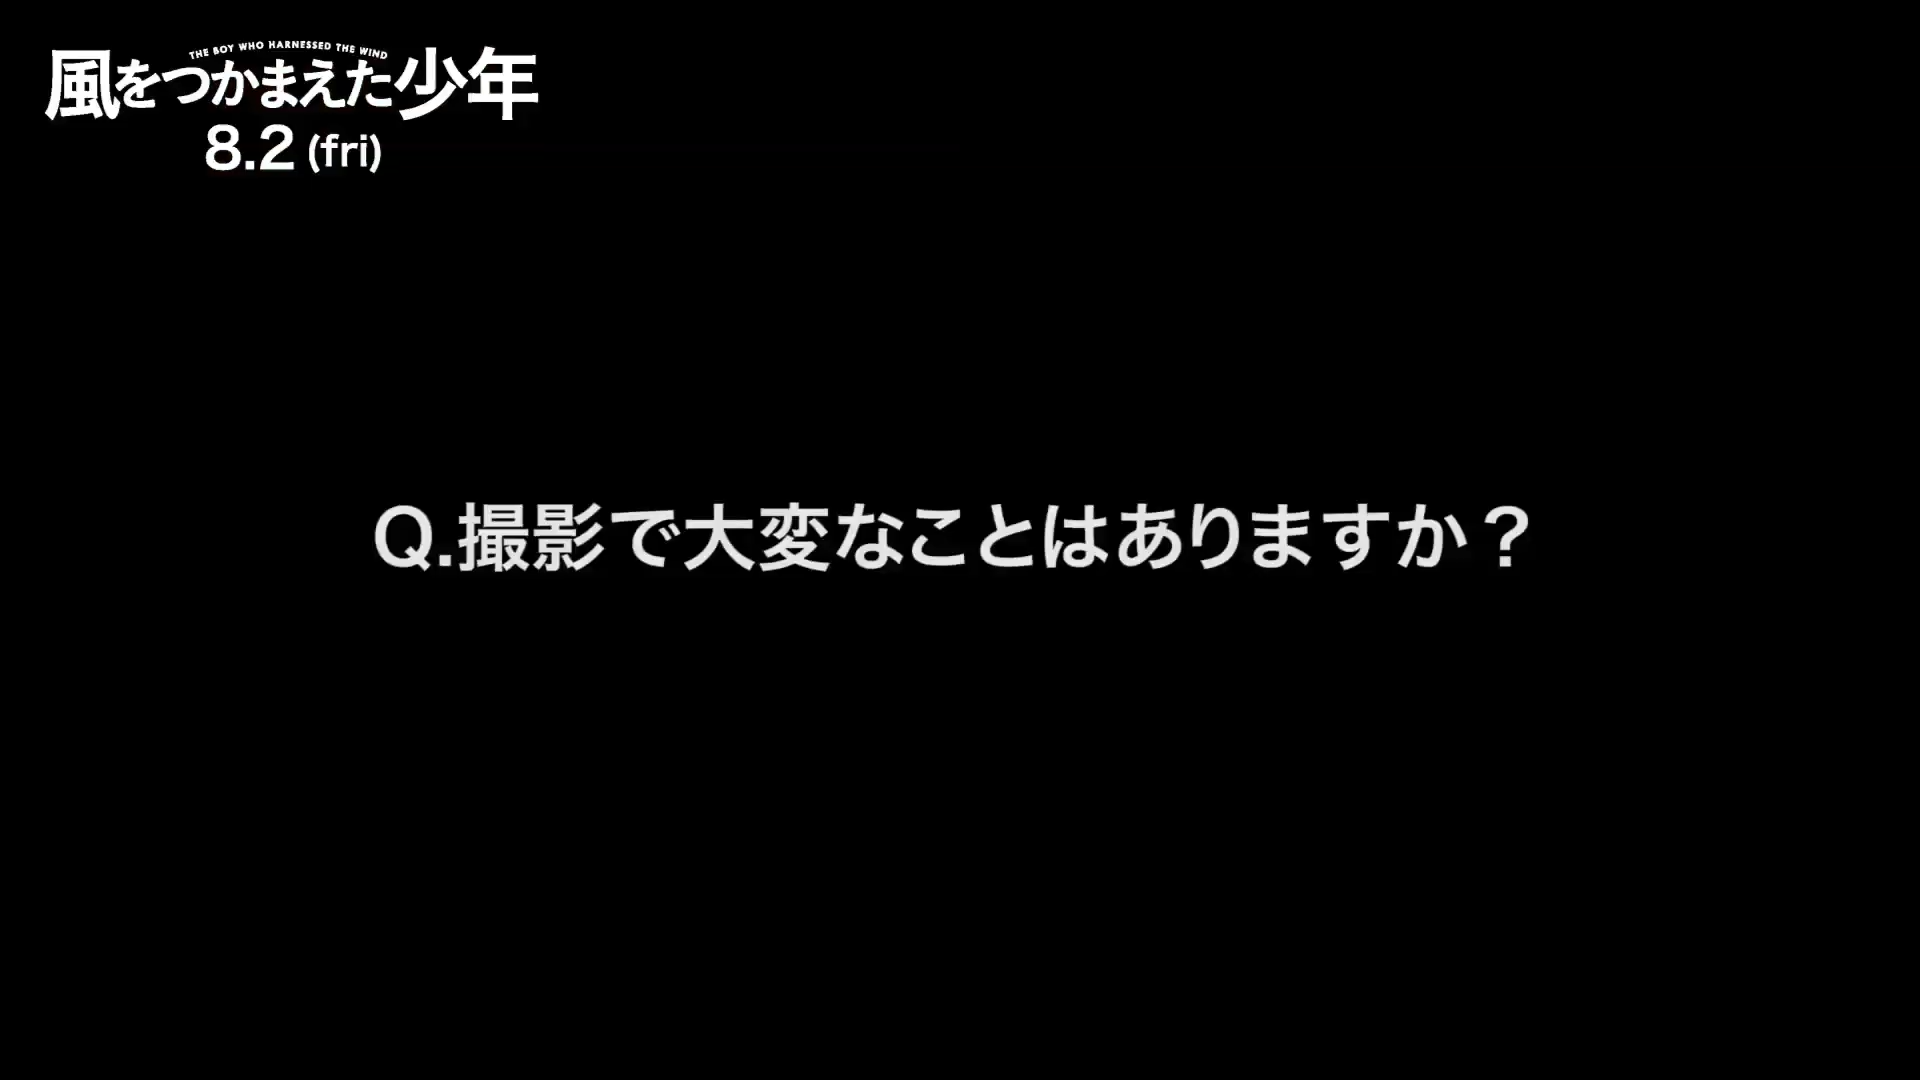 THE BOY WHO HARNESSED THE WIND
風をつかまえた少年
8.2 (fri)
Q.撮影で大変なことはありますか？